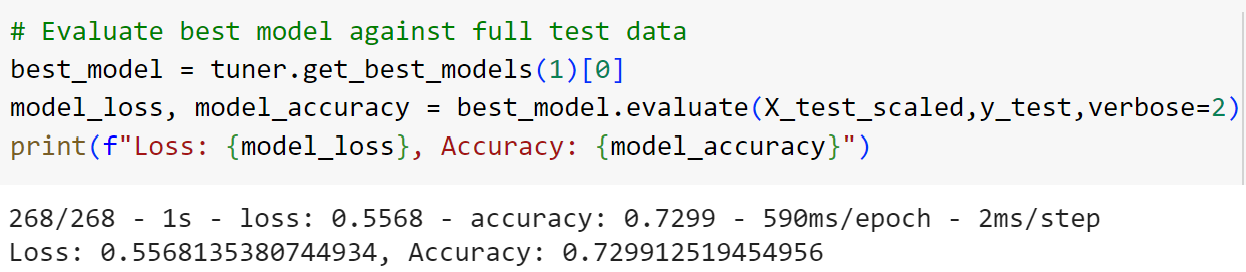 # Evaluate best model against full test data
best_model = tuner.get_best_models(1)[0]
model_loss, model_accuracy = best_model.evaluate(X_test_scaled,y_test,verbose=2)
print(f"Loss: {model_loss}, Accuracy: {model_accuracy}")
268/268 - 1s - loss: 0.5568 - accuracy: 0.7299 - 590ms/epoch - 2ms/step
Loss: 0.5568135380744934, Accuracy: 0.729912519454956